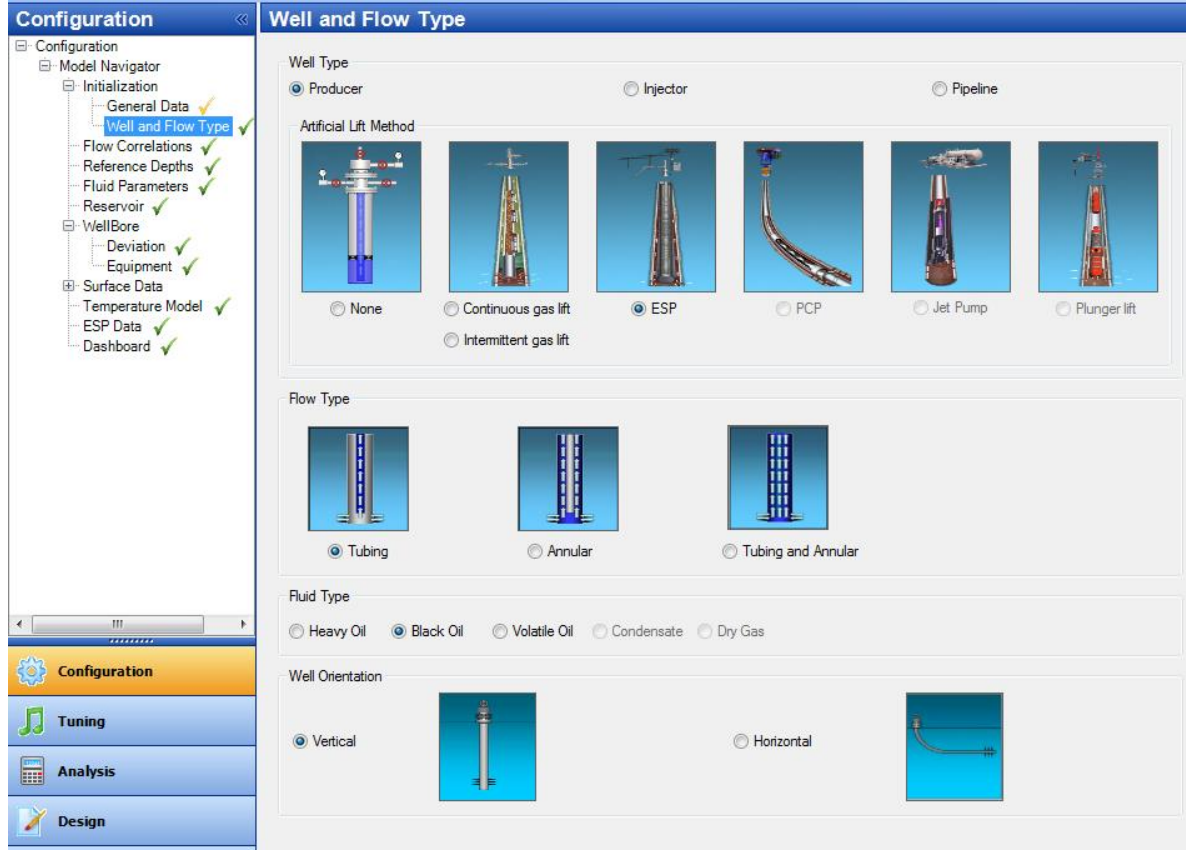 Configuration «
Configuration
Model Navigator
Initialization
General Data
Well and Flow Type
Flow Correlations
Reference Depths
Fluid Parameters
Reservoir
WellBore
Deviation
Equipment
Surface Data
Temperature Model
ESP Data
Dashboard
Configuration
Tuning
Analysis
Design
Well and Flow Type
Well Type
Producer Injector Pipeline
Artificial Lift Method
None Continuous gas lift ESP PCP Jet Pump Plunger lift
Intermittent gas lift
Flow Type
Tubing Annular Tubing and Annular
Fluid Type
Heavy Oil Black Oil Volatile Oil Condensate Dry Gas
Well Orientation
Vertical Horizontal